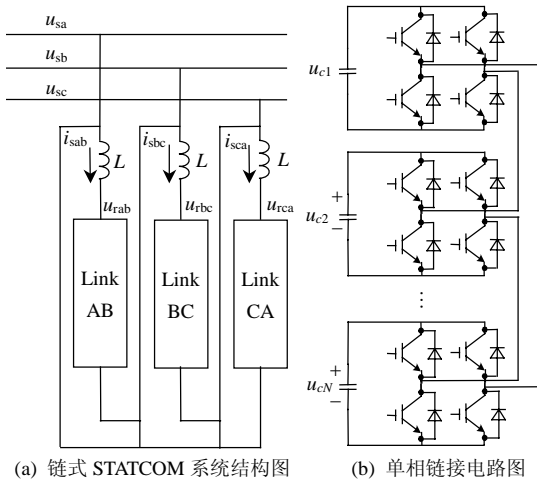 usa
usb
usc
isab
L
isbc
L
isca
L
urab
urbc
urca
Link
AB
Link
BC
Link
CA
(a) 链式 STATCOM 系统结构图
uc1
+
uc2
−
⋮
+
ucN
−
(b) 单相链接电路图